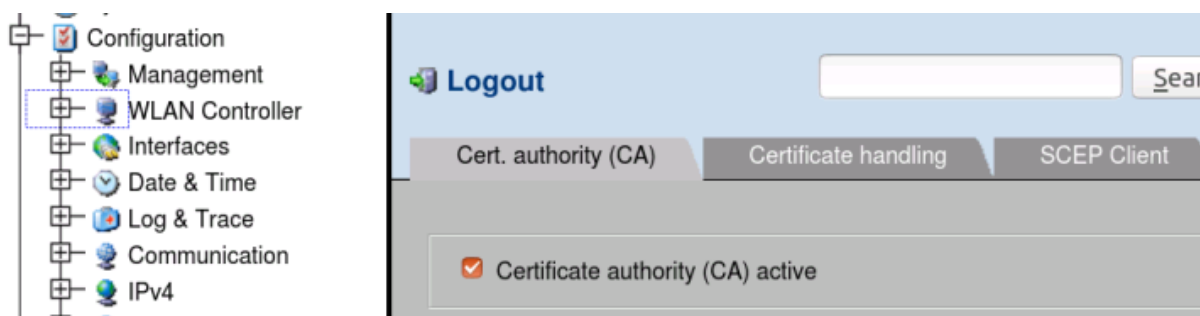 Configuration
Management
WLAN Controller
Interfaces
Date & Time
Log & Trace
Communication
IPv4
Logout
Cert. authority (CA) Certificate handling SCEP Client
Certificate authority (CA) active